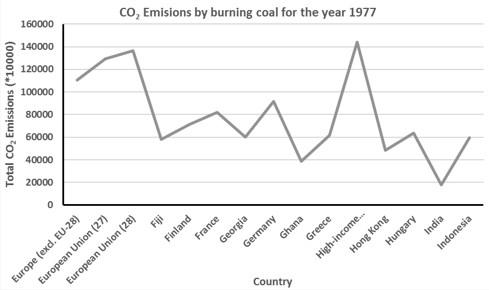 CO2 Emisions by burning coal for the year 1977
Total CO2 Emissions (*10000)
160000
140000
120000
100000
80000
60000
40000
20000
0
Europe (excl. EU-28)
European Union (27)
European Union (28)
Fiji
Finland
France
Georgia
Germany
Ghana
Greece
High-income...
Hong Kong
Hungary
India
Indonesia
Country